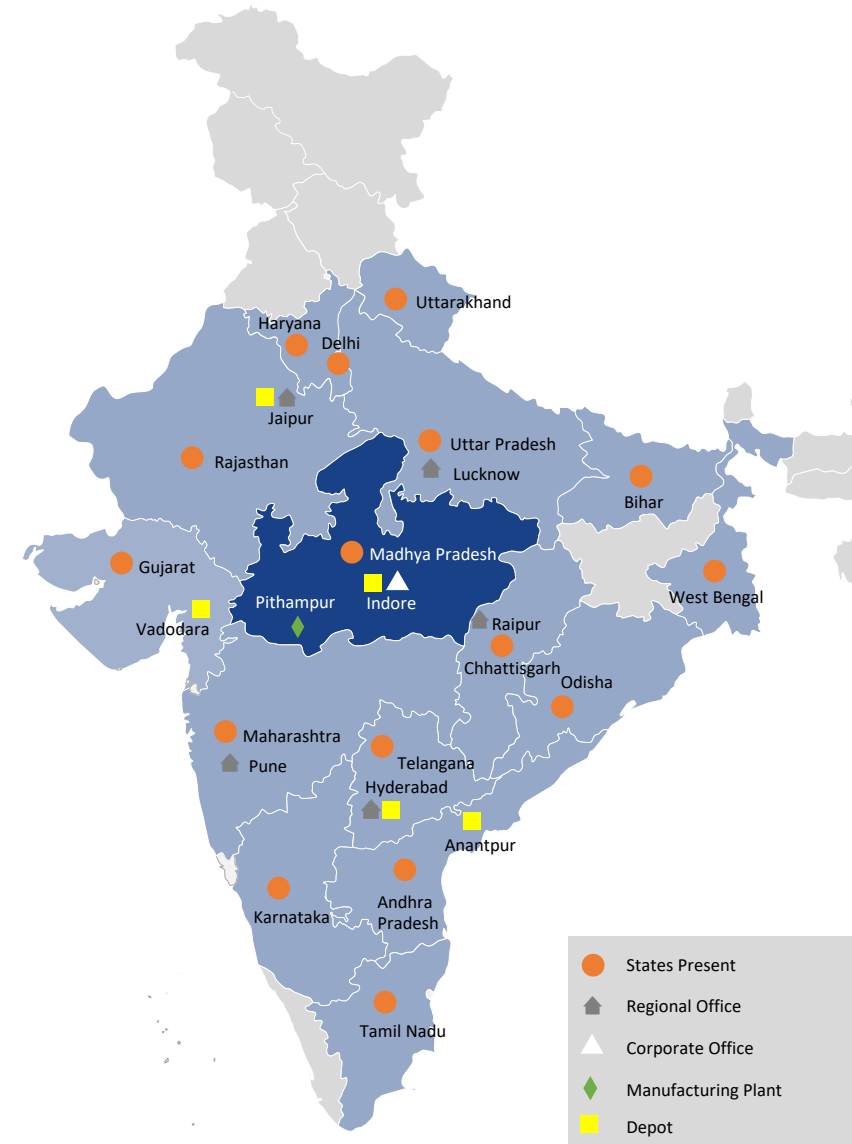 Uttarakhand
Haryana
Delhi
Jaipur
Rajasthan
Uttar Pradesh
Lucknow
Bihar
Gujarat
Madhya Pradesh
Pithampur
Indore
West Bengal
Vadodara
Raipur
Chhattisgarh
Odisha
Maharashtra
Pune
Telangana
Hyderabad
Anantpur
Karnataka
Andhra
Pradesh
Tamil Nadu
States Present
Regional Office
Corporate Office
Manufacturing Plant
Depot